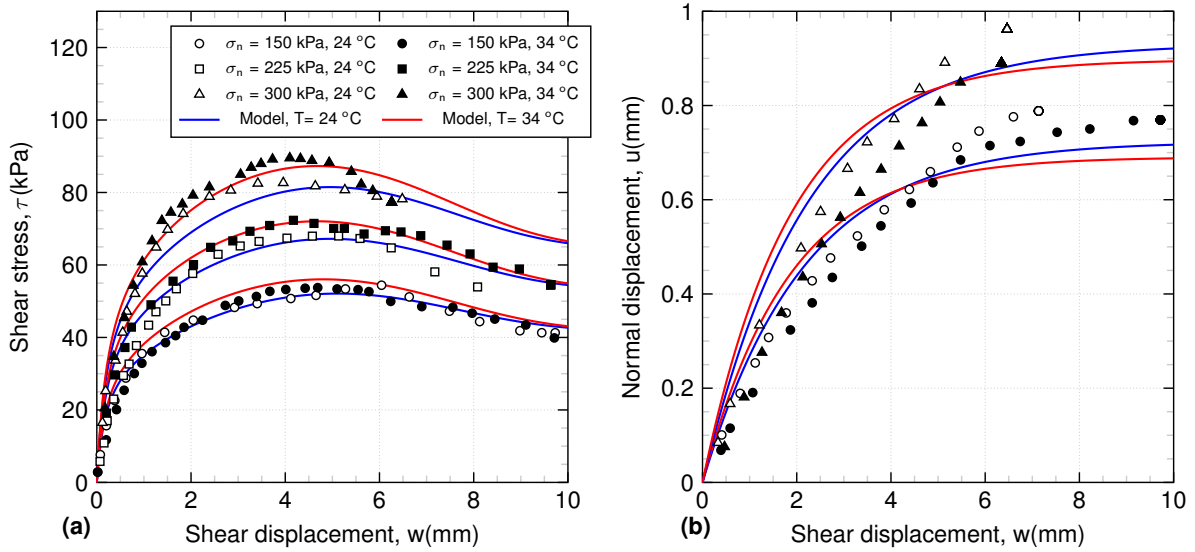 120
100
80
60
40
20
0
Shear stress, τ(kPa)
σn = 150 kPa, 24 °C
σn = 150 kPa, 34 °C
σn = 225 kPa, 24 °C
σn = 225 kPa, 34 °C
σn = 300 kPa, 24 °C
σn = 300 kPa, 34 °C
Model, T= 24 °C
Model, T= 34 °C
0 2 4 6 8 10
(a)
Shear displacement, w(mm)
1
0.8
0.6
0.4
0.2
0
Normal displacement, u(mm)
0 2 4 6 8 10
(b)
Shear displacement, w(mm)